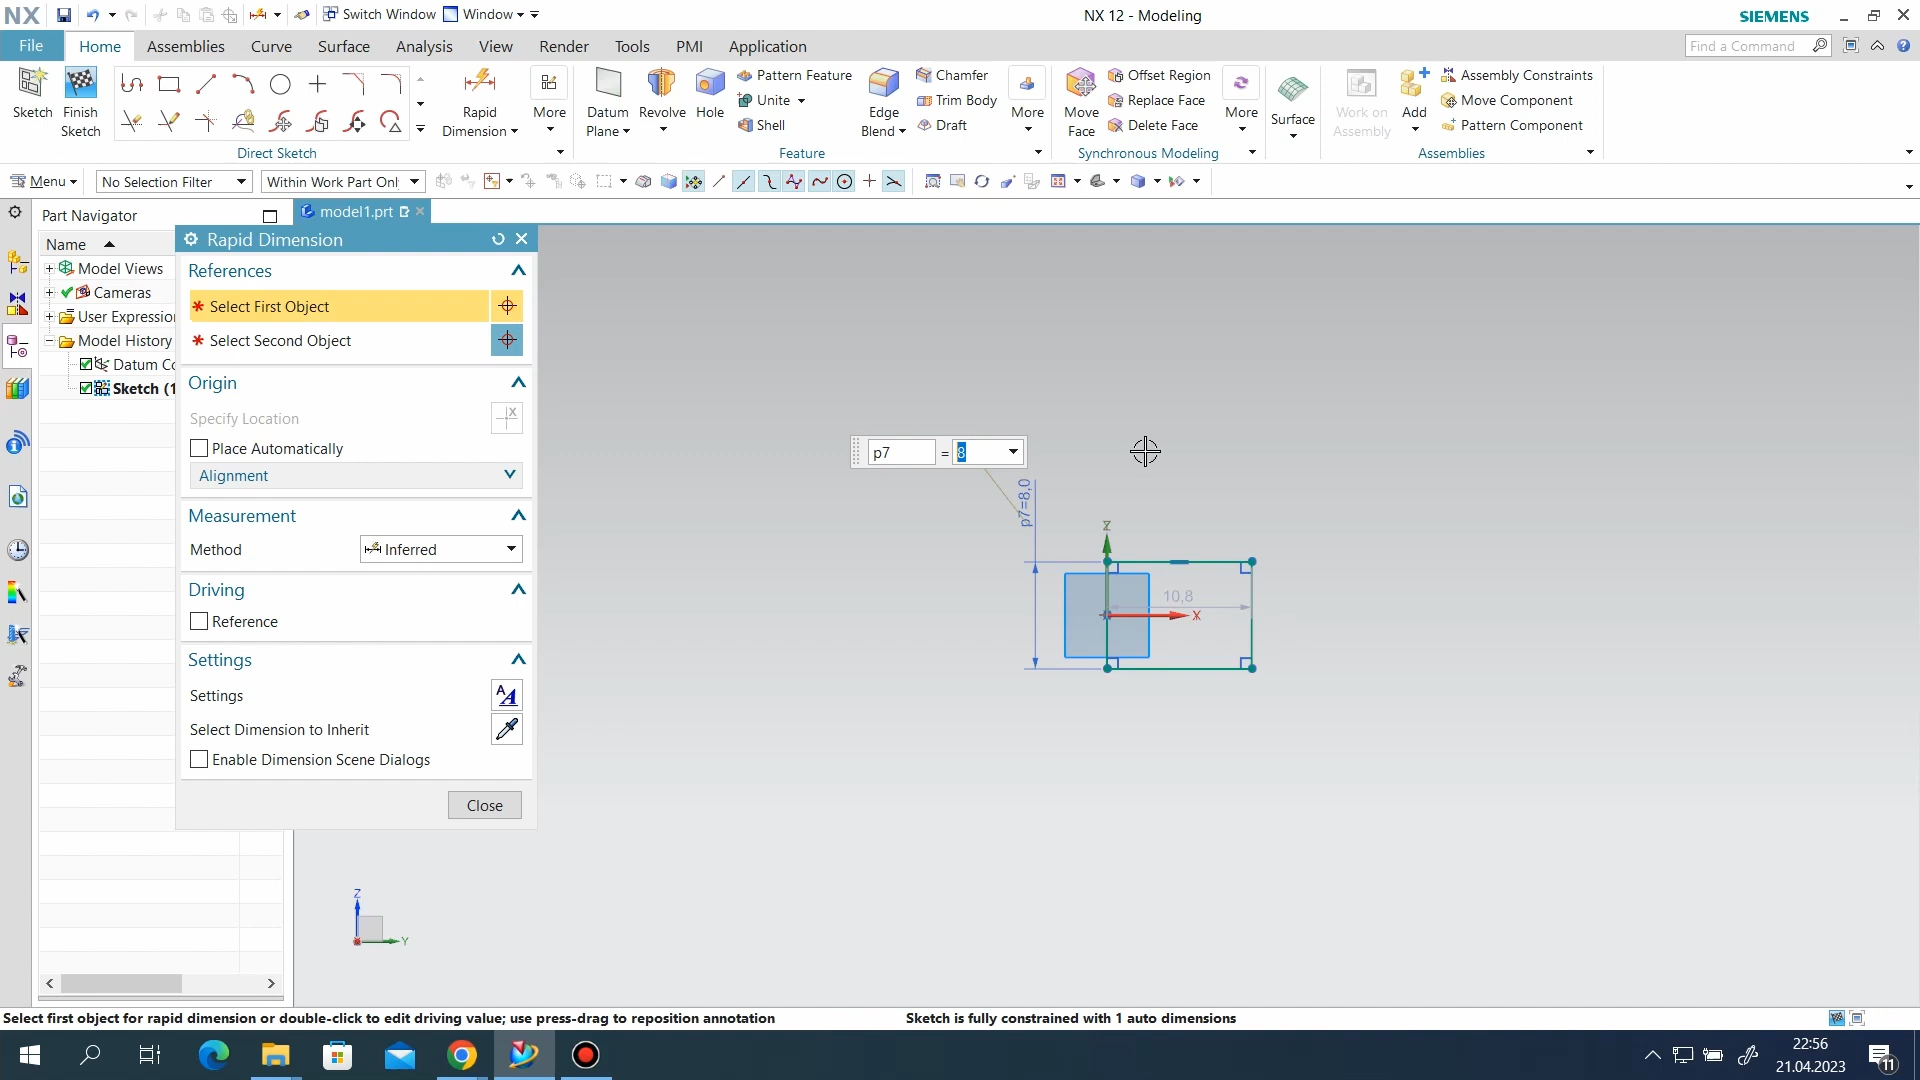 NX
Switch Window
Window
NX 12 - Modeling
SIEMENS
File
Home
Assemblies
Curve
Surface
Analysis
View
Render
Tools
PMI
Application
Find a Command
Sketch
Finish
Sketch
Direct Sketch
Rapid
Dimension
More
Datum
Plane
Revolve
Hole
Pattern Feature
Unite
Shell
Edge
Blend
Chamfer
Trim Body
Draft
More
Feature
Move
Face
Offset Region
Replace Face
Delete Face
More
Synchronous Modeling
Surface
Work on
Assembly
Add
Assembly Constraints
Move Component
Pattern Component
Assemblies
Menu
No Selection Filter
Within Work Part Onl
Part Navigator
model1.prt
Name
Model Views
Cameras
User Expression
Model History
Datum Co
Sketch (1
Rapid Dimension
References
* Select First Object
* Select Second Object
Origin
Specify Location
Place Automatically
Alignment
Measurement
Method
Inferred
Driving
Reference
Settings
Settings
Select Dimension to Inherit
Enable Dimension Scene Dialogs
Close
p7 = 8
p7=8,0
Z
10,8
X
Z
Y
Select first object for rapid dimension or double-click to edit driving value; use press-drag to reposition annotation
Sketch is fully constrained with 1 auto dimensions
22:56
21.04.2023
11